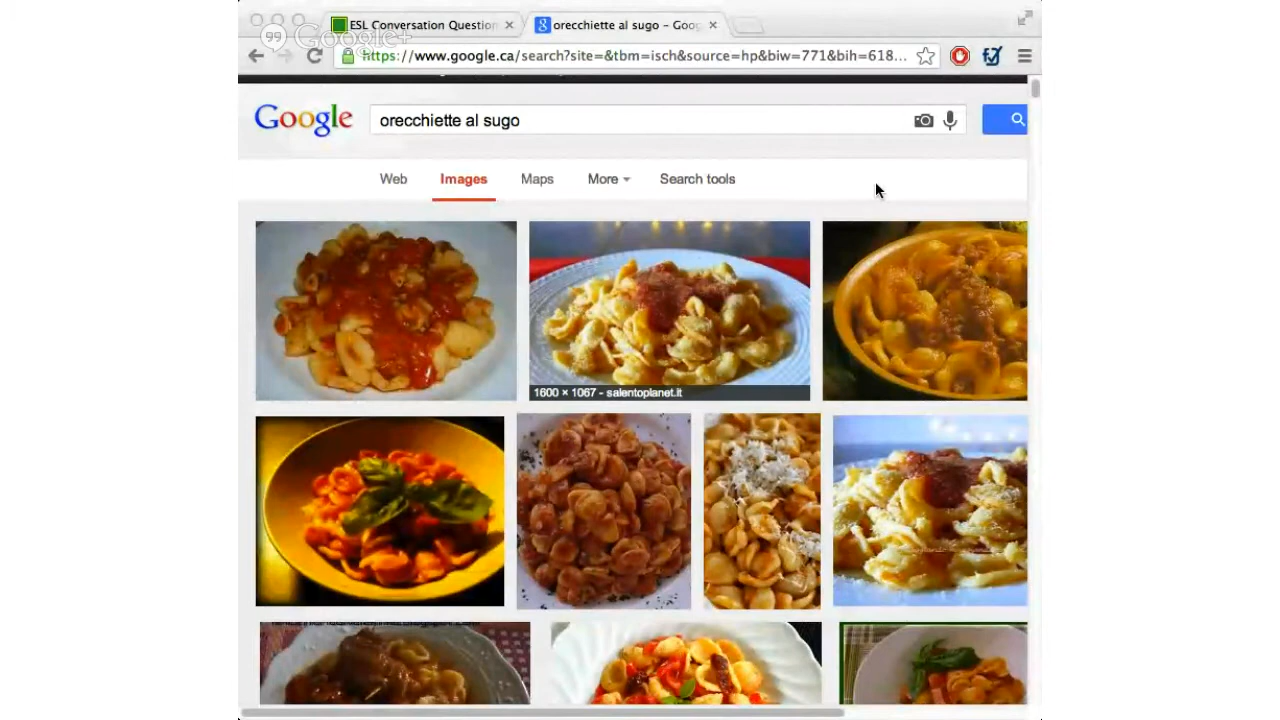 ESL Conversation Question
orecchiette al sugo - Goog
Google+
https://www.google.ca/search?site=&tbm=isch&source=hp&biw=771&bih=618...
Google
orecchiette al sugo
Web
Images
Maps
More
Search tools
1600 × 1067 - salentoplanet.it